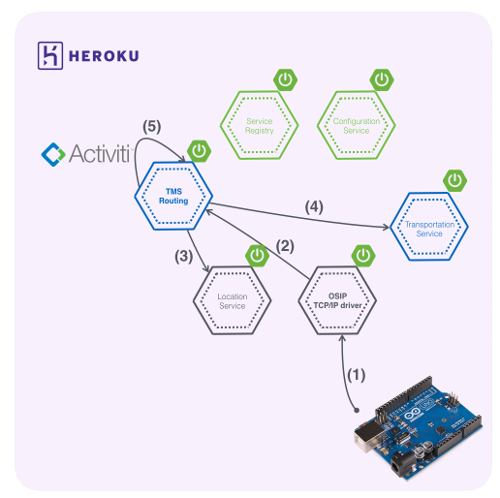 HEROKU
Service
Registry
Configuration
Service
(5)
Activiti
TMS
Routing
(4)
Transportation
Service
(2)
(3)
Location
Service
OSIP
TCP/IP driver
(1)
UNO